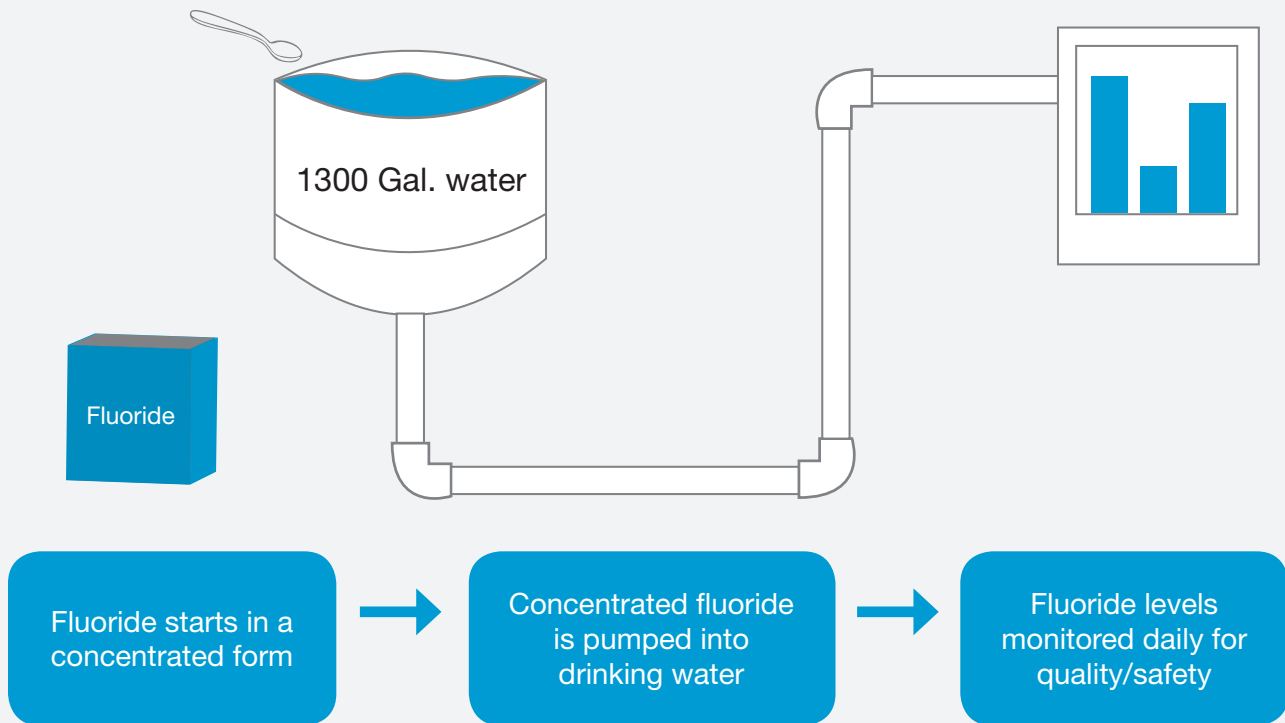 1300 Gal. water
Fluoride
Fluoride starts in a
concentrated form
Concentrated fluoride
is pumped into
drinking water
Fluoride levels
monitored daily for
quality/safety